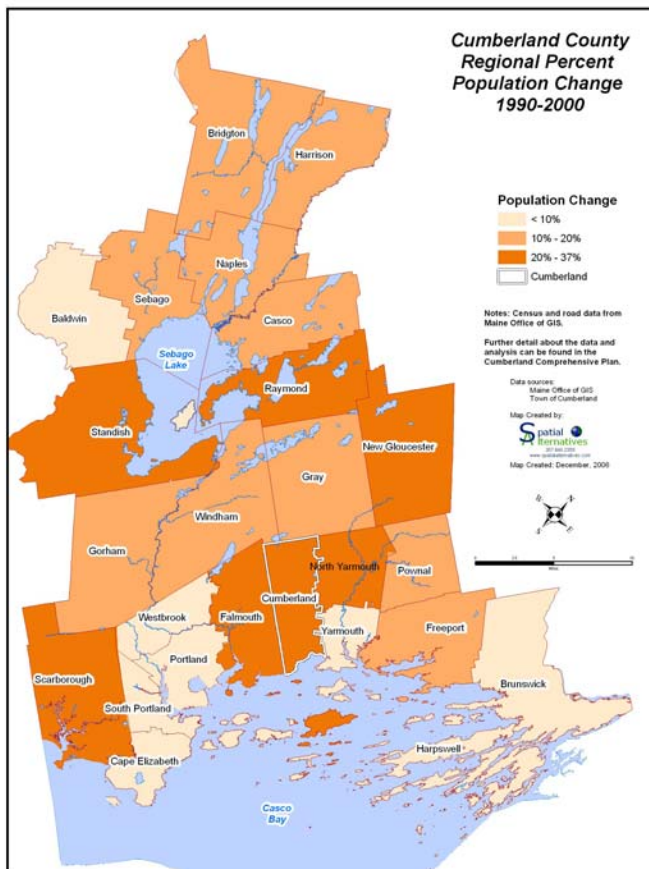 Cumberland County
Regional Percent
Population Change
1990-2000
Population Change
< 10%
10% - 20%
20% - 37%
Cumberland
Notes: Census and road data from
Maine Office of GIS.
Further detail about the data and
analysis can be found in the
Cumberland Comprehensive Plan.
Data sources:
Maine Office of GIS
Town of Cumberland
Map Created by:
Spatial
Alternatives
www.spatialalternatives.com
Map Created: December, 2006
N
E
S
W
Bridgton
Harrison
Naples
Sebago
Baldwin
Casco
Sebago
Lake
Raymond
Standish
New Gloucester
Gray
Windham
Gorham
North Yarmouth
Pownal
Cumberland
Westbrook
Falmouth
Yarmouth
Freeport
Portland
Scarborough
Brunswick
South Portland
Harpswell
Cape Elizabeth
Casco
Bay